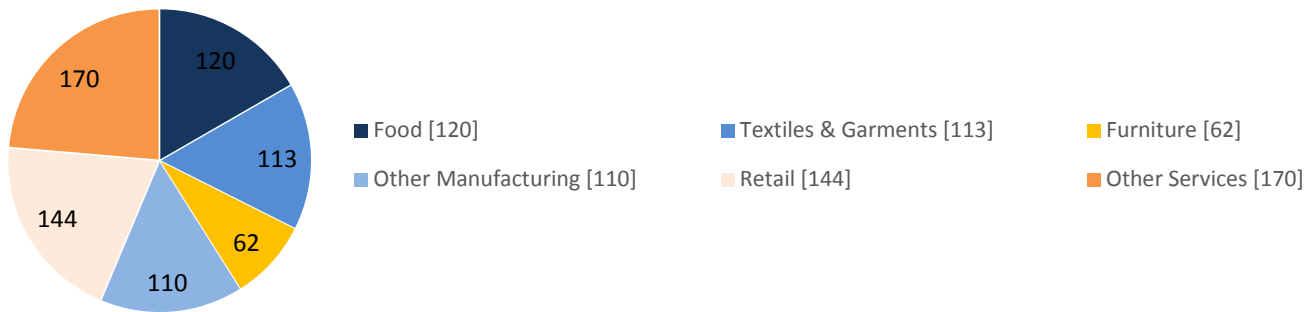 120
170
113
144
62
110
Food [120]
Textiles & Garments [113]
Furniture [62]
Other Manufacturing [110]
Retail [144]
Other Services [170]